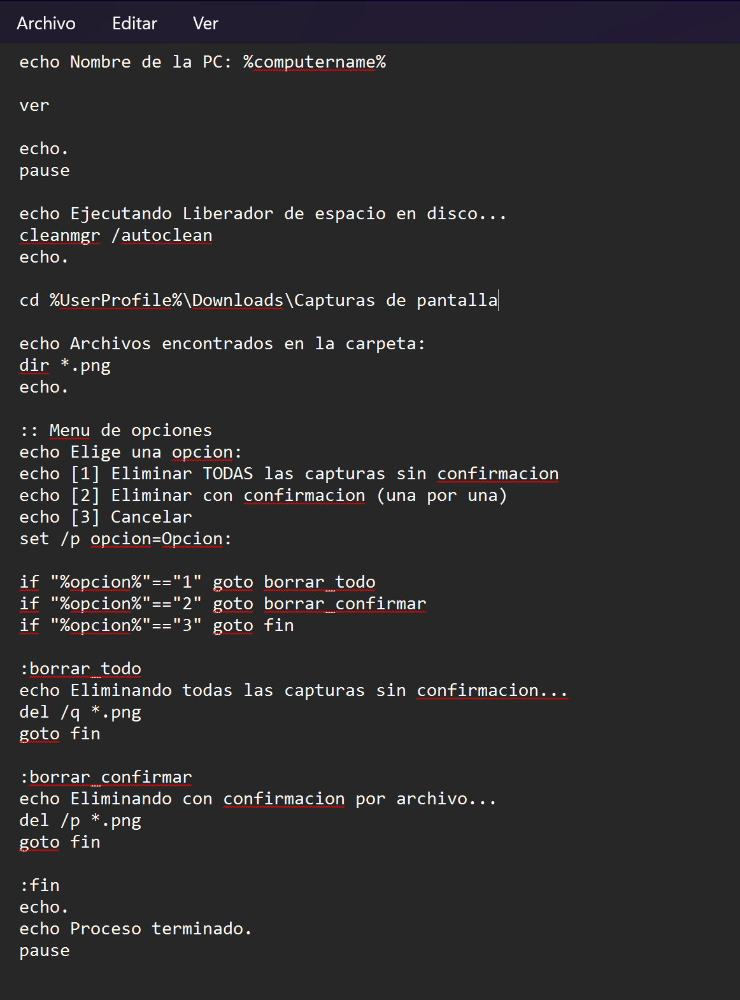 Archivo Editar Ver
echo Nombre de la PC: %computername%
ver
echo.
pause
echo Ejecutando Liberador de espacio en disco...
cleanmgr /autoclean
echo.
cd %UserProfile%\Downloads\Capturas de pantalla
echo Archivos encontrados en la carpeta:
dir *.png
echo.
:: Menu de opciones
echo Elige una opcion:
echo [1] Eliminar TODAS las capturas sin confirmacion
echo [2] Eliminar con confirmacion (una por una)
echo [3] Cancelar
set /p opcion=Opcion:
if "%opcion%"=="1" goto borrar_todo
if "%opcion%"=="2" goto borrar_confirmar
if "%opcion%"=="3" goto fin
:borrar_todo
echo Eliminando todas las capturas sin confirmacion...
del /q *.png
goto fin
:borrar_confirmar
echo Eliminando con confirmacion por archivo...
del /p *.png
goto fin
:fin
echo.
echo Proceso terminado.
pause